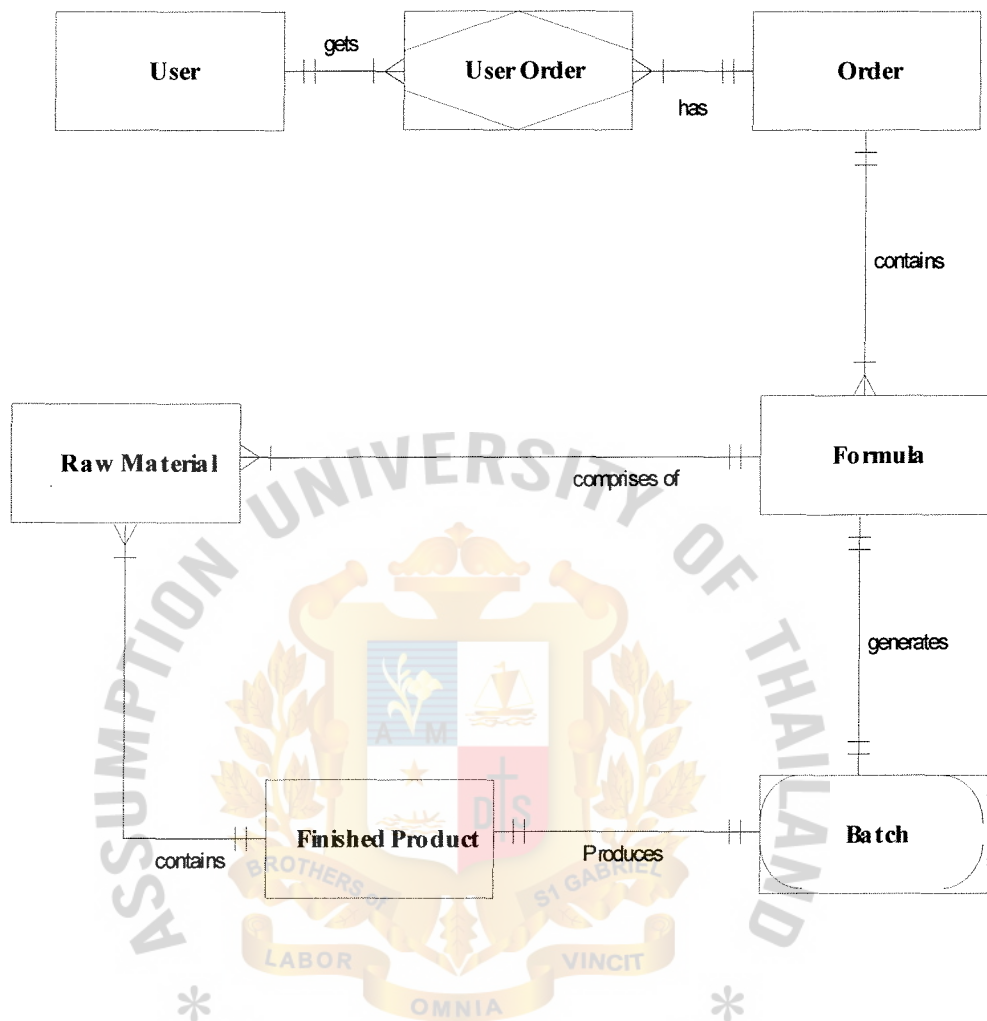 User
gets
User Order
has
Order
contains
Raw Material
comprises of
Formula
generates
contains
Finished Product
Produces
Batch
ASSUMPTION UNIVERSITY OF THAILAND
A M
D S
BROTHERS OF
S1 GABRIEL
LABOR
OMNIA
VINCIT
* *